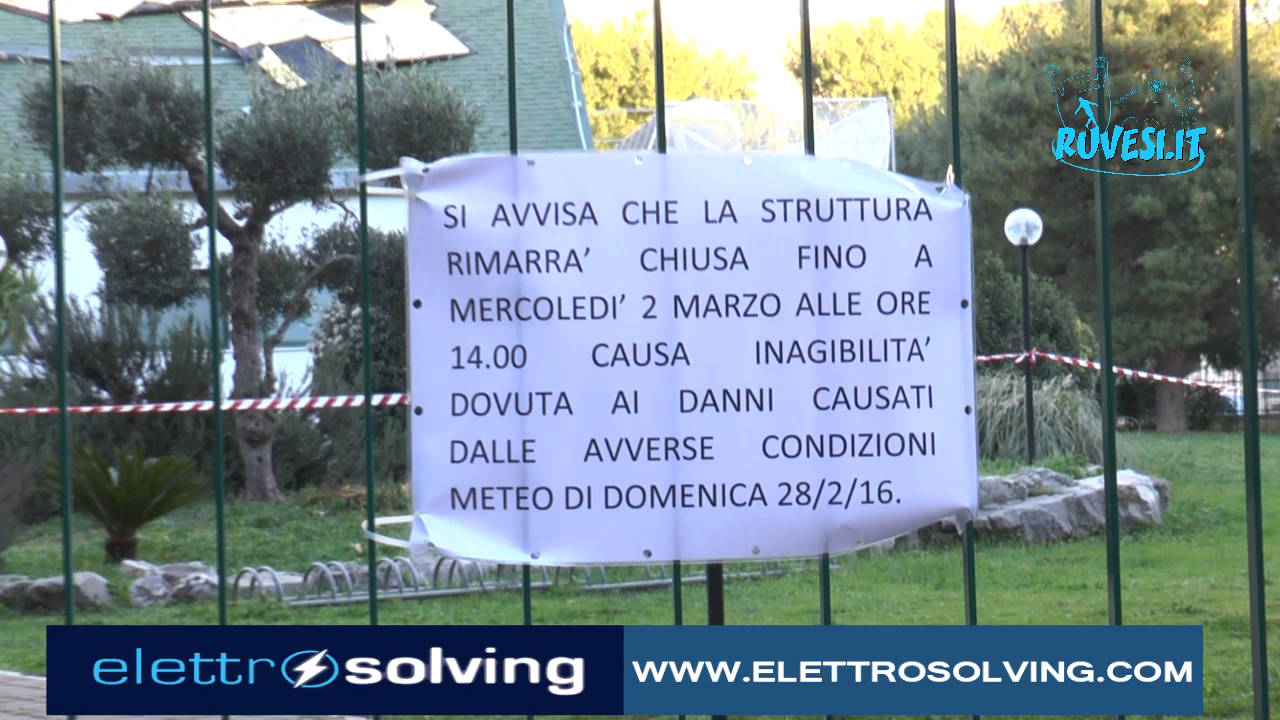 RUVESI.IT
SI AVVISA CHE LA STRUTTURA
RIMARRA' CHIUSA FINO A
MERCOLEDI' 2 MARZO ALLE ORE
14.00 CAUSA INAGIBILITA'
DOVUTA AI DANNI CAUSATI
DALLE AVVERSE CONDIZIONI
METEO DI DOMENICA 28/2/16.
elettrosolving WWW.ELETTROSOLVING.COM